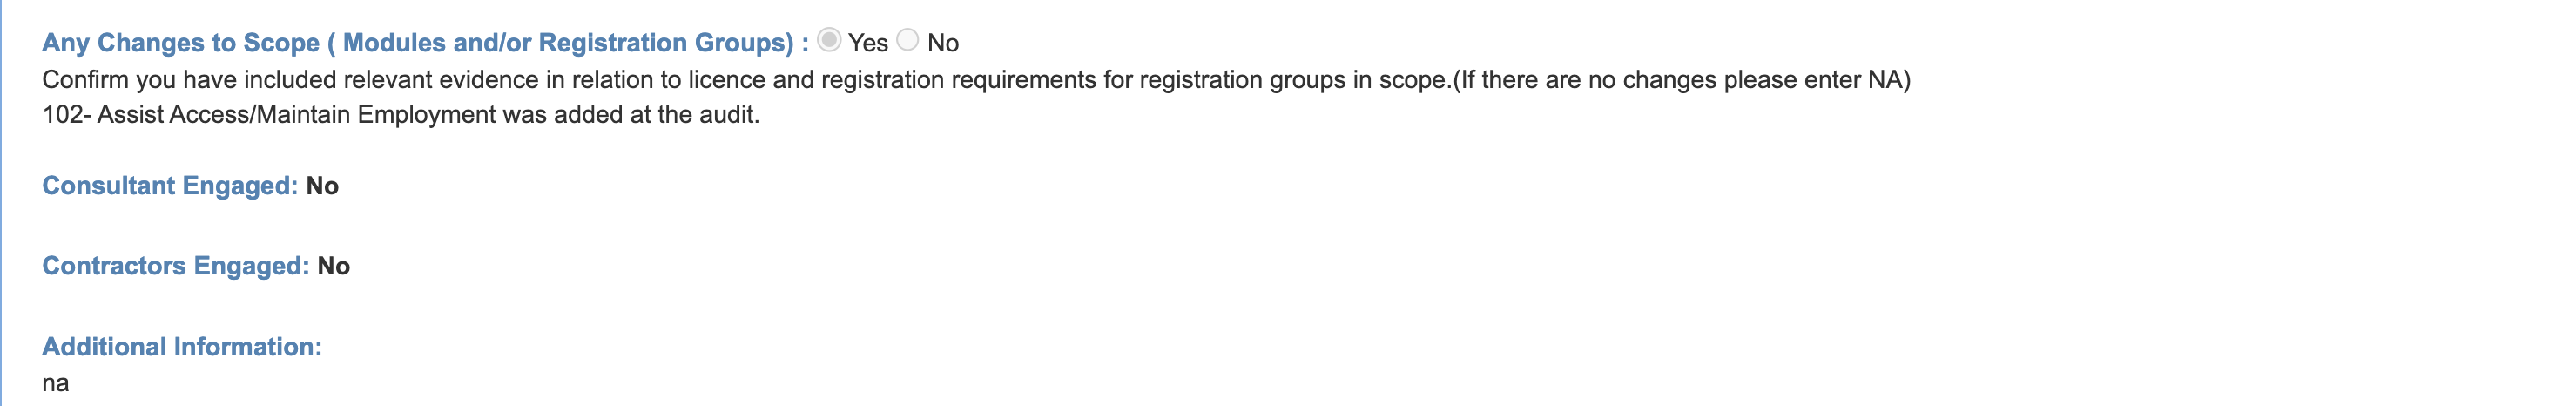 Any Changes to Scope ( Modules and/or Registration Groups) : Yes No
Confirm you have included relevant evidence in relation to licence and registration requirements for registration groups in scope.(If there are no changes please enter NA)
102- Assist Access/Maintain Employment was added at the audit.
Consultant Engaged: No
Contractors Engaged: No
Additional Information:
na